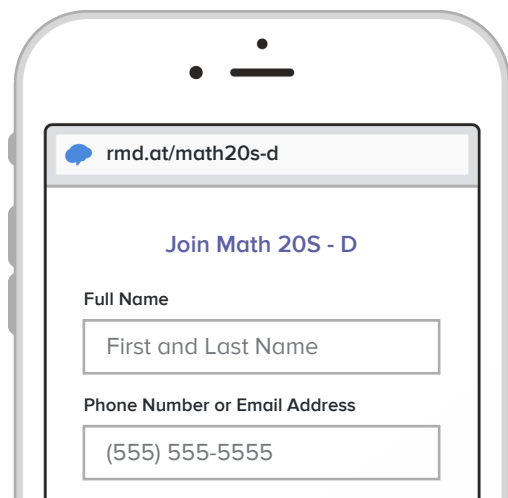 rmd.at/math20s-d
Join Math 20S - D
Full Name
First and Last Name
Phone Number or Email Address
(555) 555-5555